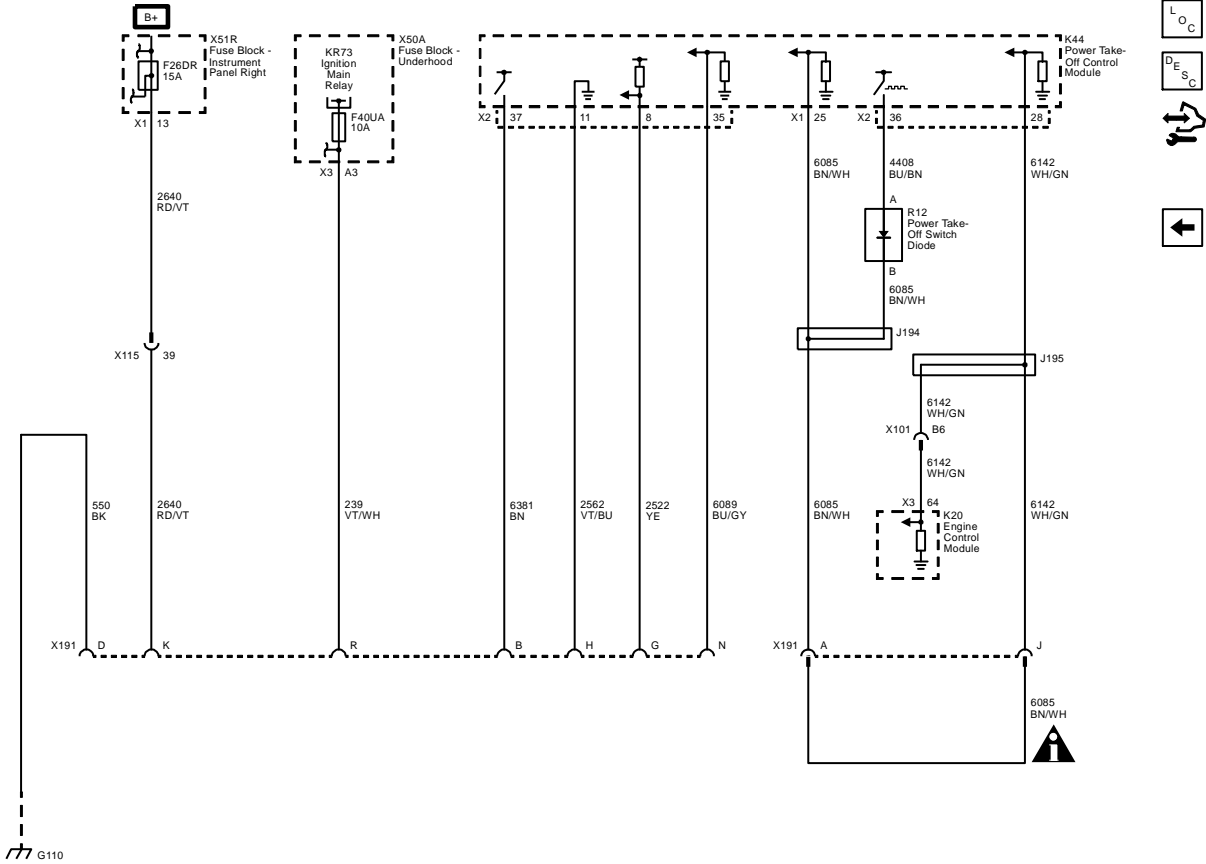 B+
X51R
Fuse Block -
Instrument
Panel Right
F26DR
15A
X1 13
X50A
Fuse Block -
Underhood
KR73
Ignition
Main
Relay
F40UA
10A
X3 A3
K44
Power Take-
Off Control
Module
X2 37
11
8
35
X1 25
X2 36
28
L
O
C
D
E
S
C
2640
RD/VT
6085
BN/WH
4408
BU/BN
6142
WH/GN
A
R12
Power Take-
Off Switch
Diode
B
6085
BN/WH
J194
X115 39
J195
6142
WH/GN
X101 B6
6142
WH/GN
X3 64
K20
Engine
Control
Module
550
BK
2640
RD/VT
239
VT/WH
6381
BN
2562
VT/BU
2522
YE
6089
BU/GY
6085
BN/WH
6142
WH/GN
X191 D
K
R
B
H
G
N
X191 A
J
6085
BN/WH
i
G110